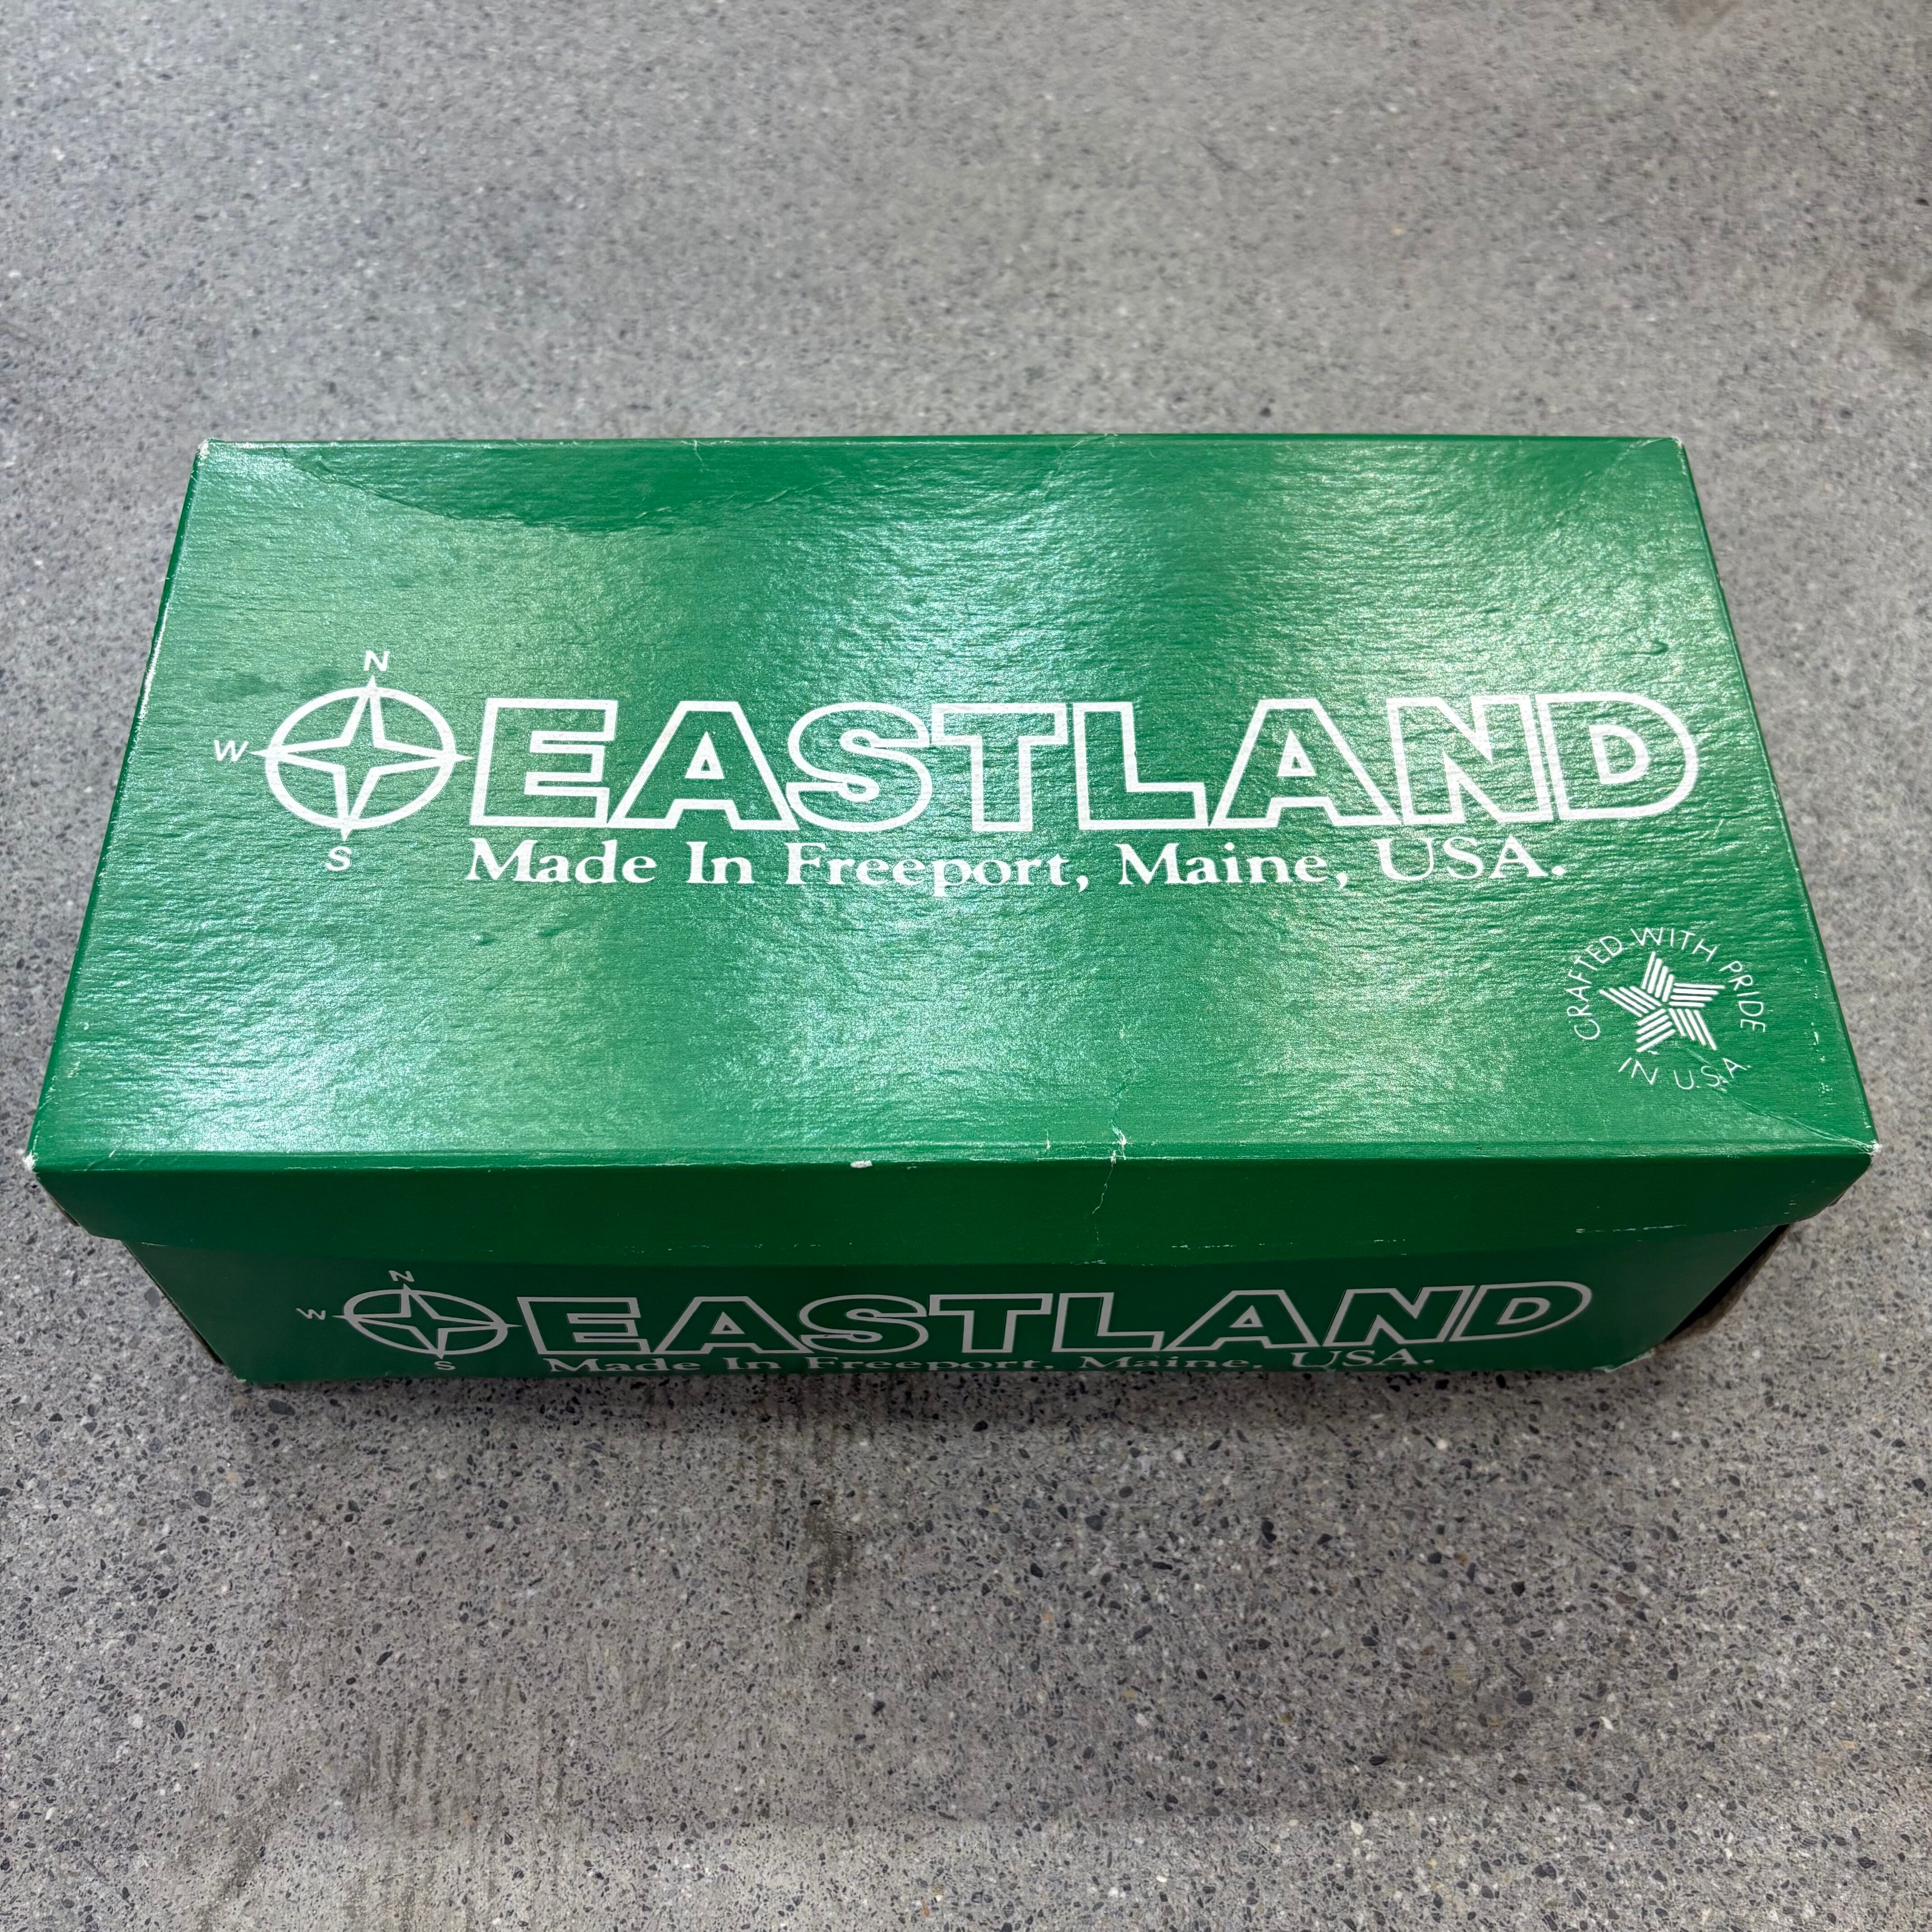 N
W EASTLAND
S
Made In Freeport, Maine, USA.
CRAFTED WITH PRIDE
IN U.S.A
N
W EASTLAND
S
Made In Freeport, Maine, USA.